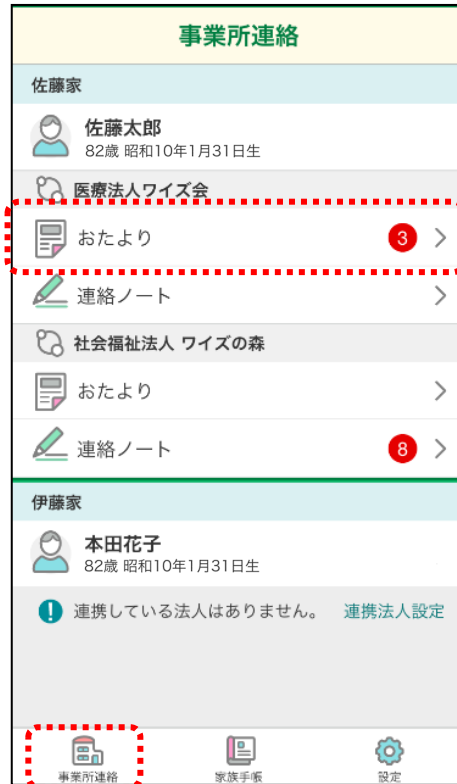 事業所連絡
佐藤家
佐藤太郎
82歳 昭和10年1月31日生
医療法人ワイズ会
おたより 3
連絡ノート
社会福祉法人 ワイズの森
おたより
連絡ノート 8
伊藤家
本田花子
82歳 昭和10年1月31日生
連携している法人はありません。 連携法人設定
事業所連絡 家族手帳 設定